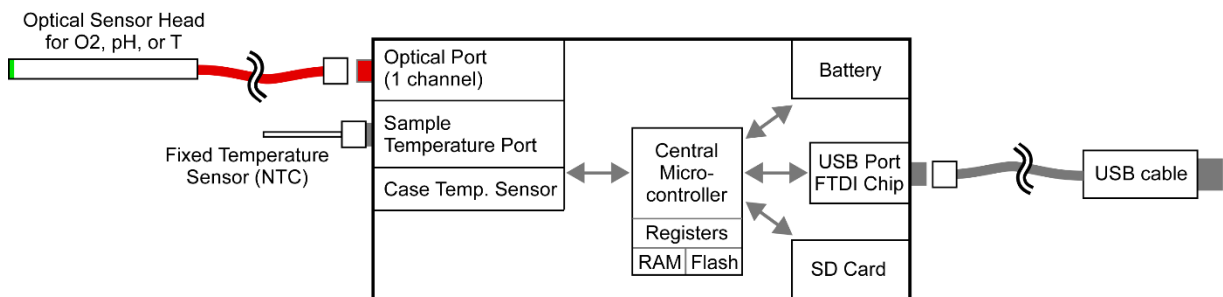 Optical Sensor Head
for O2, pH, or T
Optical Port
(1 channel)
Sample
Temperature Port
Fixed Temperature
Sensor (NTC)
Case Temp. Sensor
Central
Micro-
controller
Registers
RAM Flash
Battery
USB Port
FTDI Chip
SD Card
USB cable